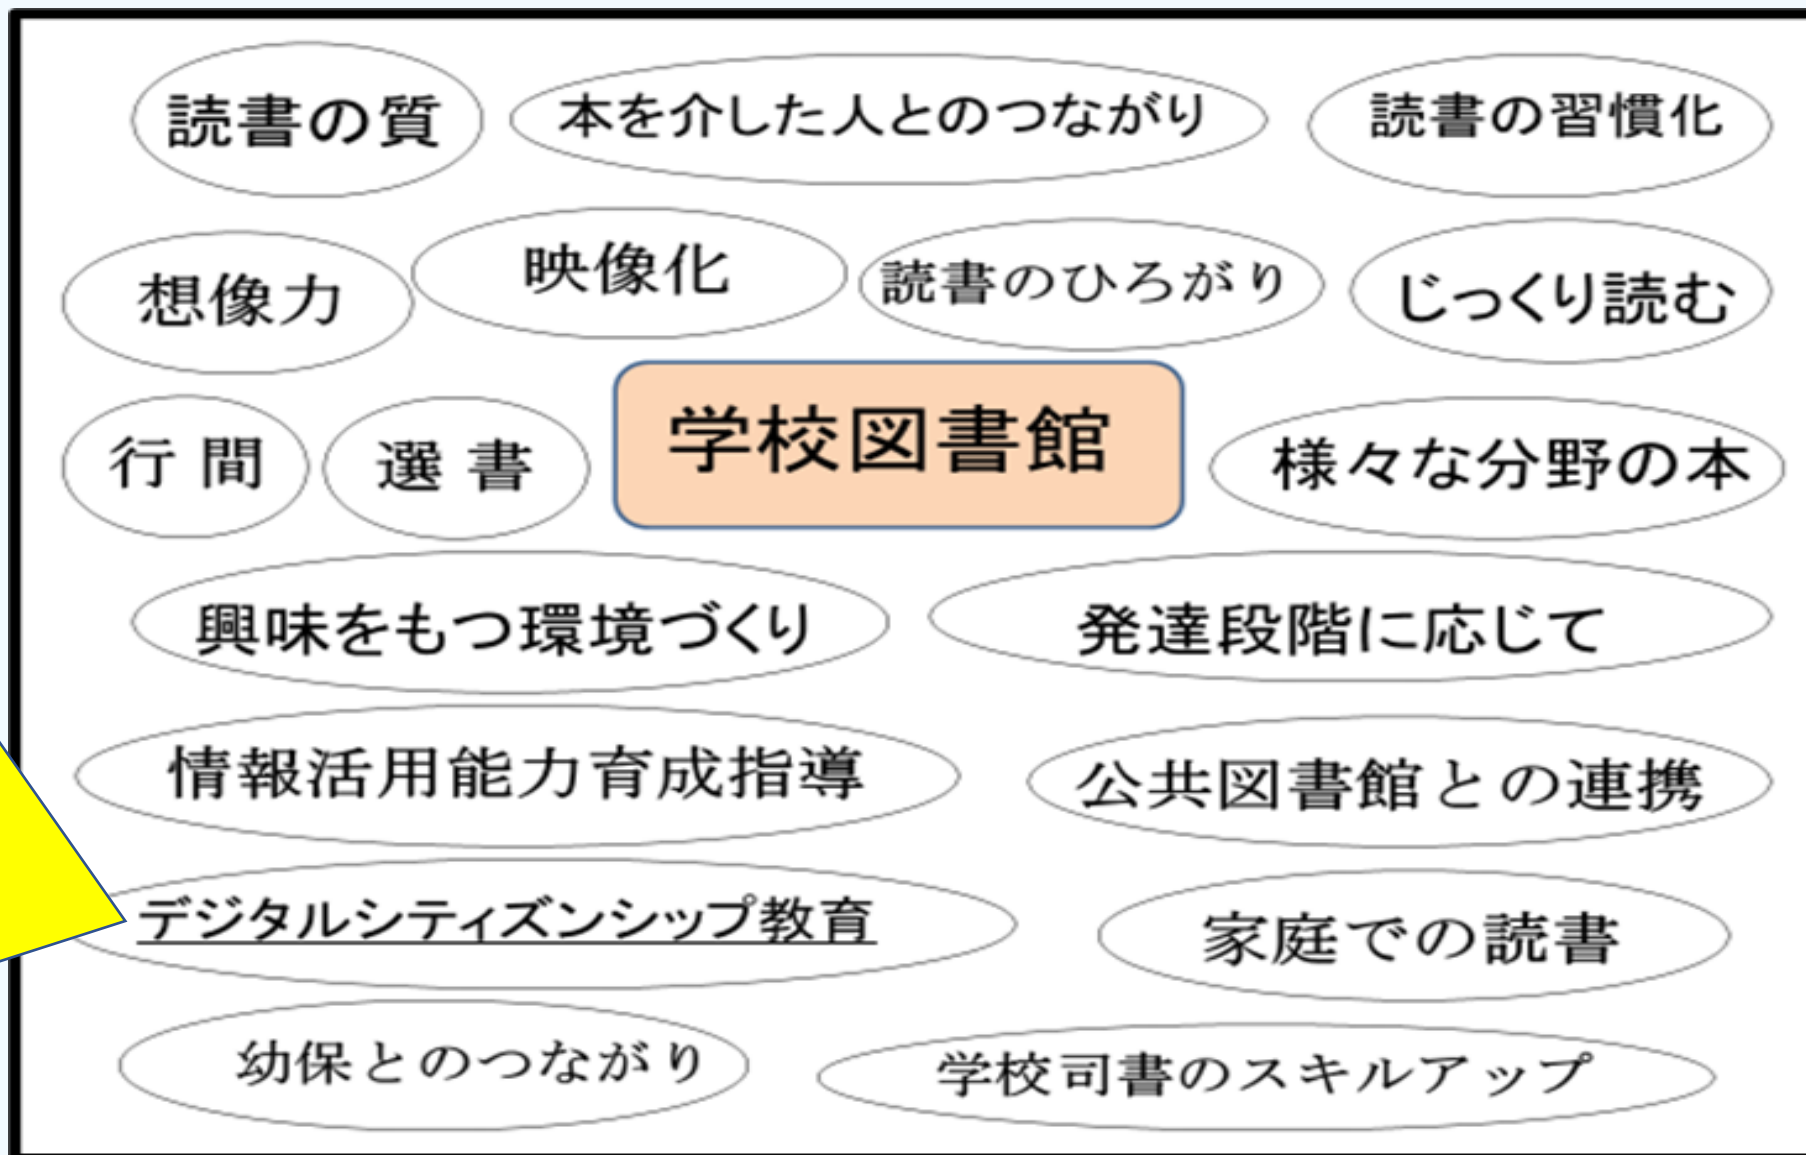 読書の質
本を介した人とのつながり
読書の習慣化
想像力
映像化
読書のひろがり
じっくり読む
行 間
選 書
学校図書館
様々な分野の本
興味をもつ環境づくり
発達段階に応じて
情報活用能力育成指導
公共図書館との連携
デジタルシティズンシップ教育
家庭での読書
幼保とのつながり
学校司書のスキルアップ